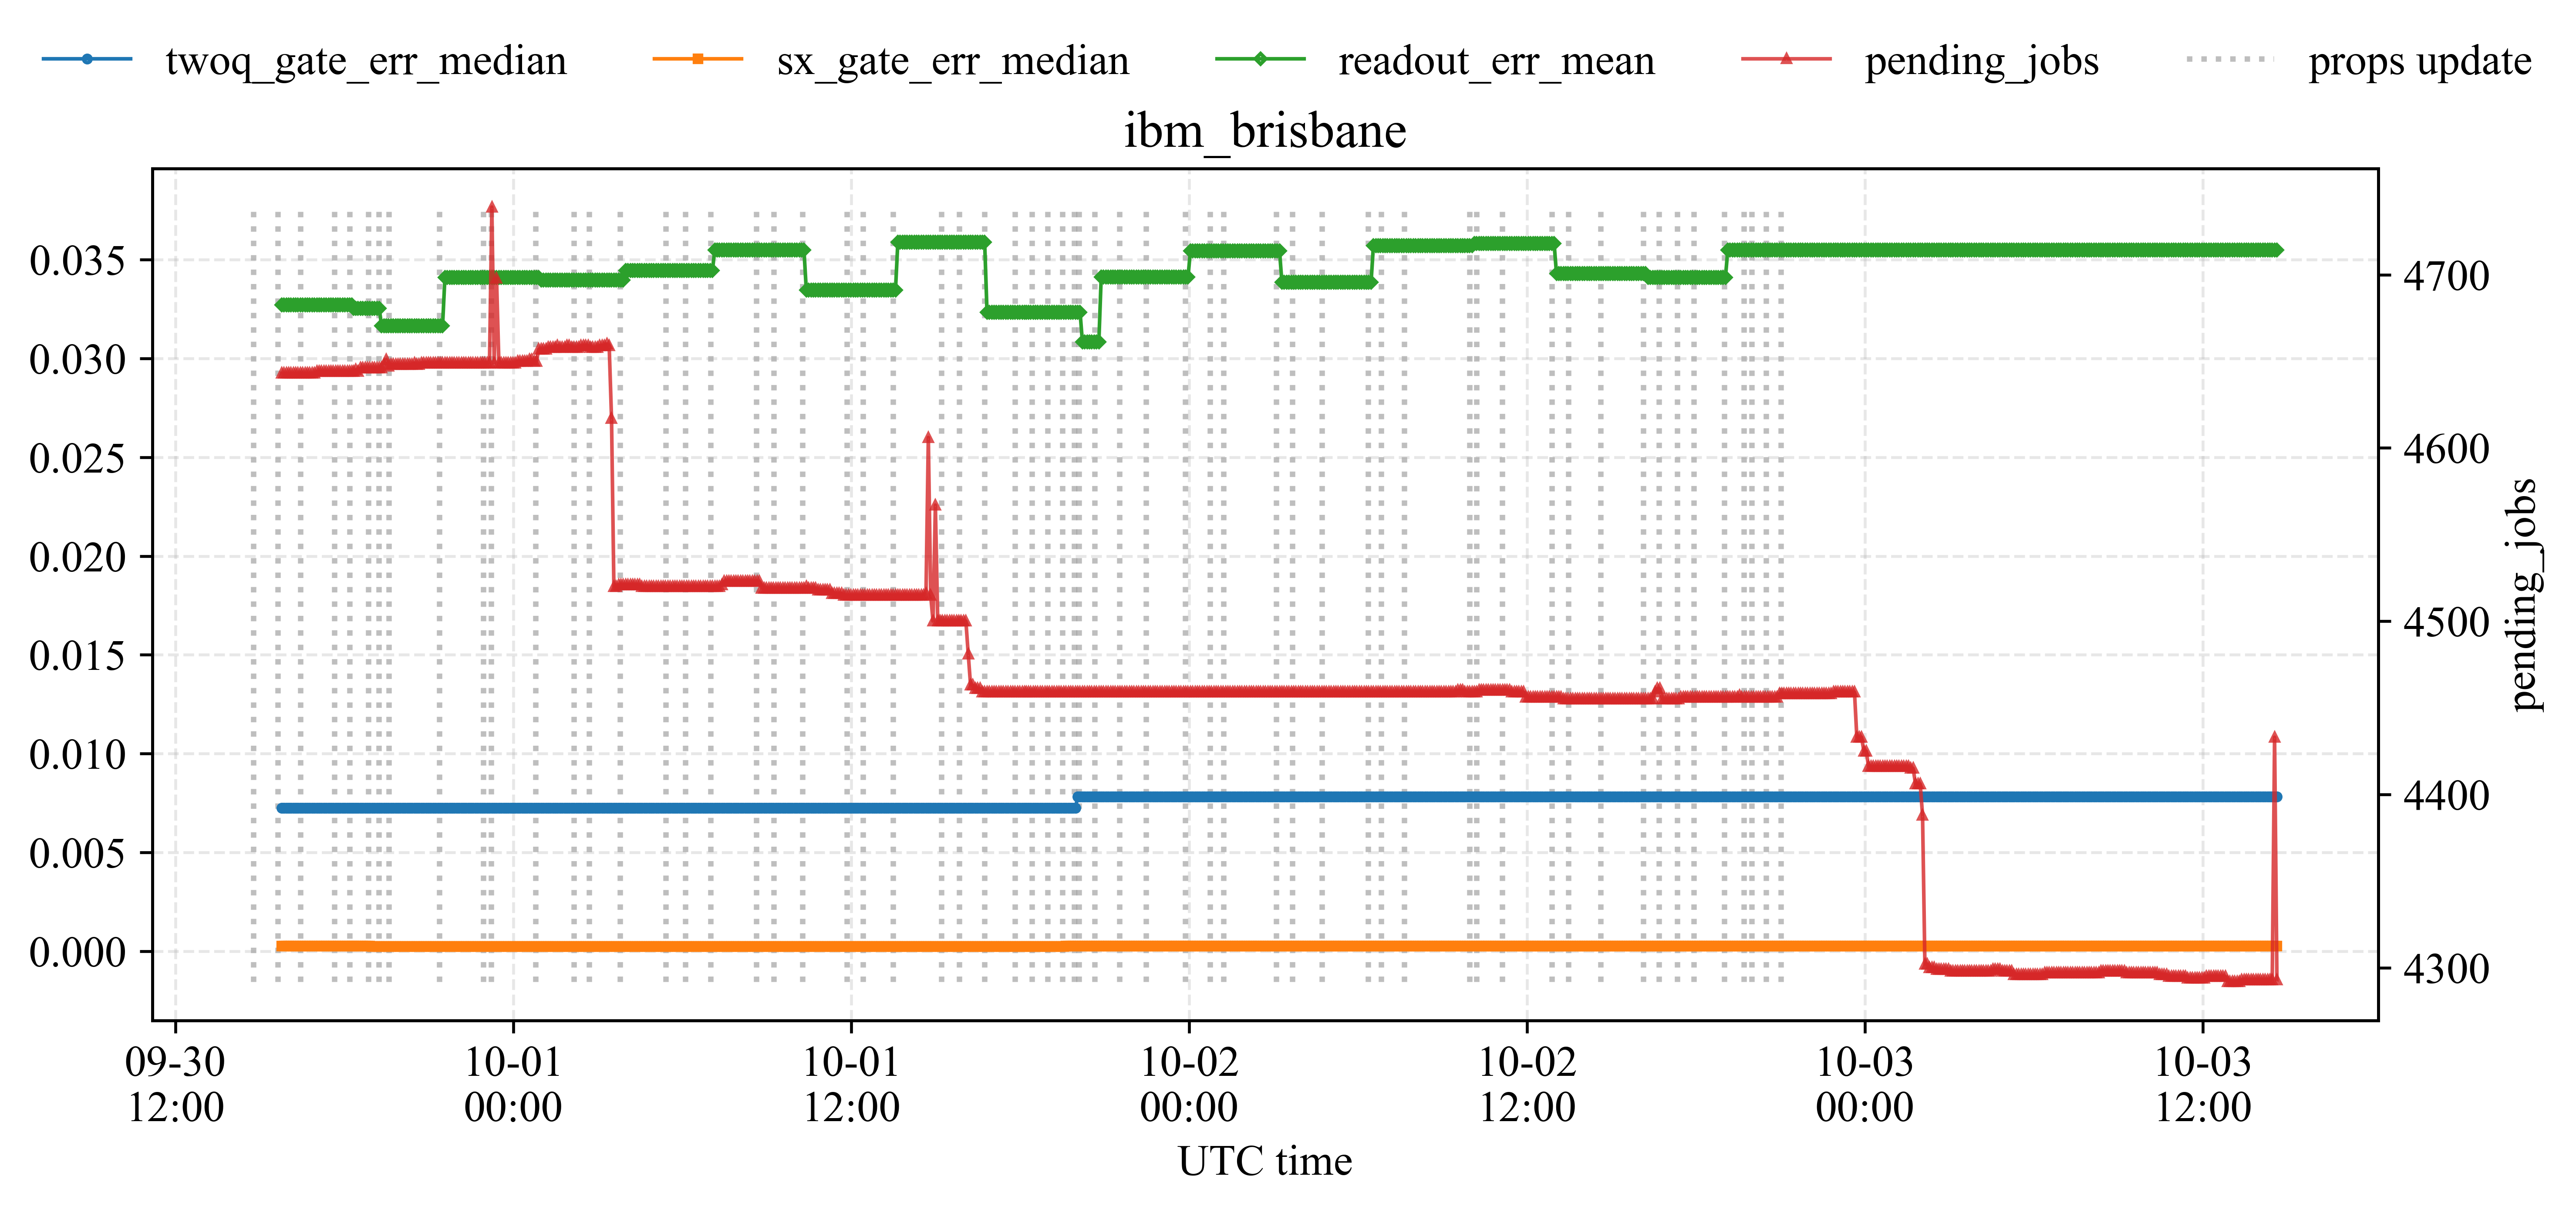 twoq_gate_err_median sx_gate_err_median readout_err_mean pending_jobs props update
ibm_brisbane
0.035
0.030
0.025
0.020
0.015
0.010
0.005
0.000
4700
4600
4500
4400
4300
pending_jobs
09-30 10-01 10-01 10-02 10-02 10-03 10-03
12:00 00:00 12:00 00:00 12:00 00:00 12:00
UTC time